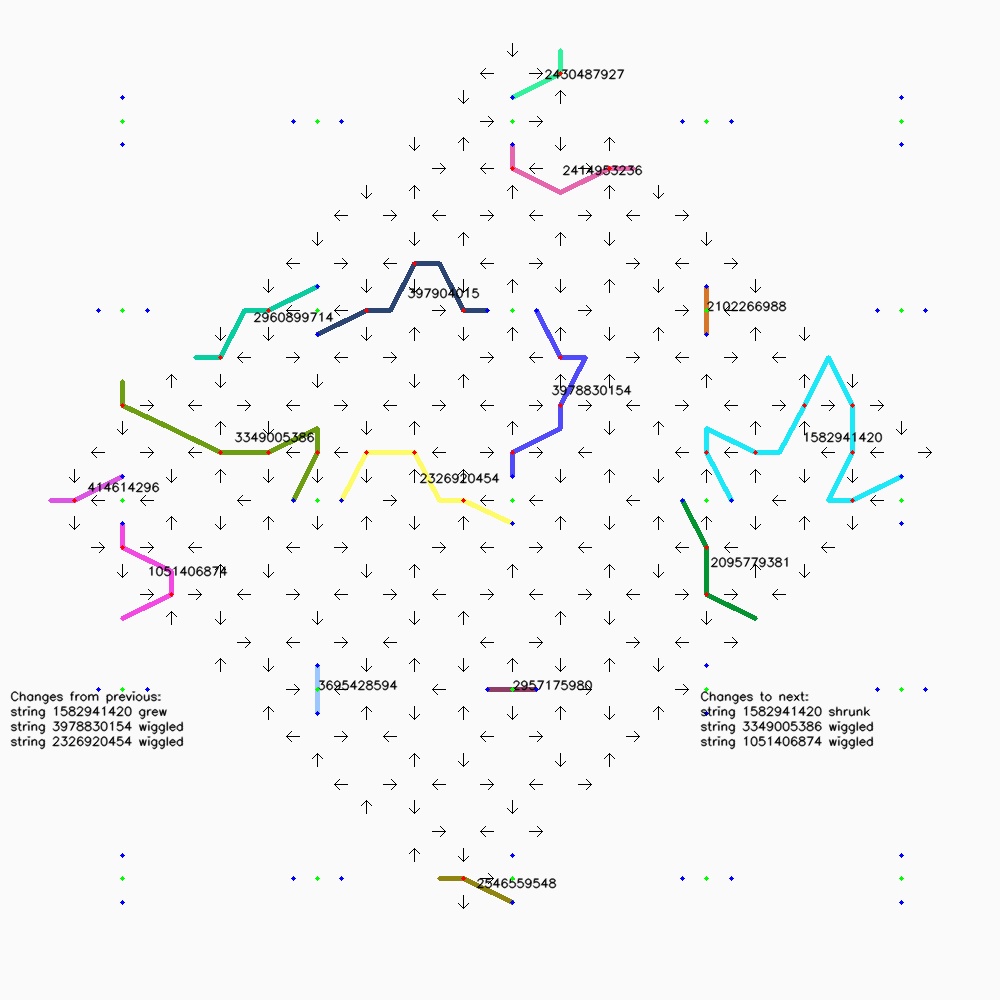 2430487927
2414953236
397904015
2102266988
2960899714
3978830154
3349005386
1582941420
2326920454
414614296
2095779381
1051406874
3695428594
2957175980
Changes from previous:
string 1582941420 grew
string 3978830154 wiggled
string 2326920454 wiggled
Changes to next:
string 1582941420 shrunk
string 3349005386 wiggled
string 1051406874 wiggled
2546559548